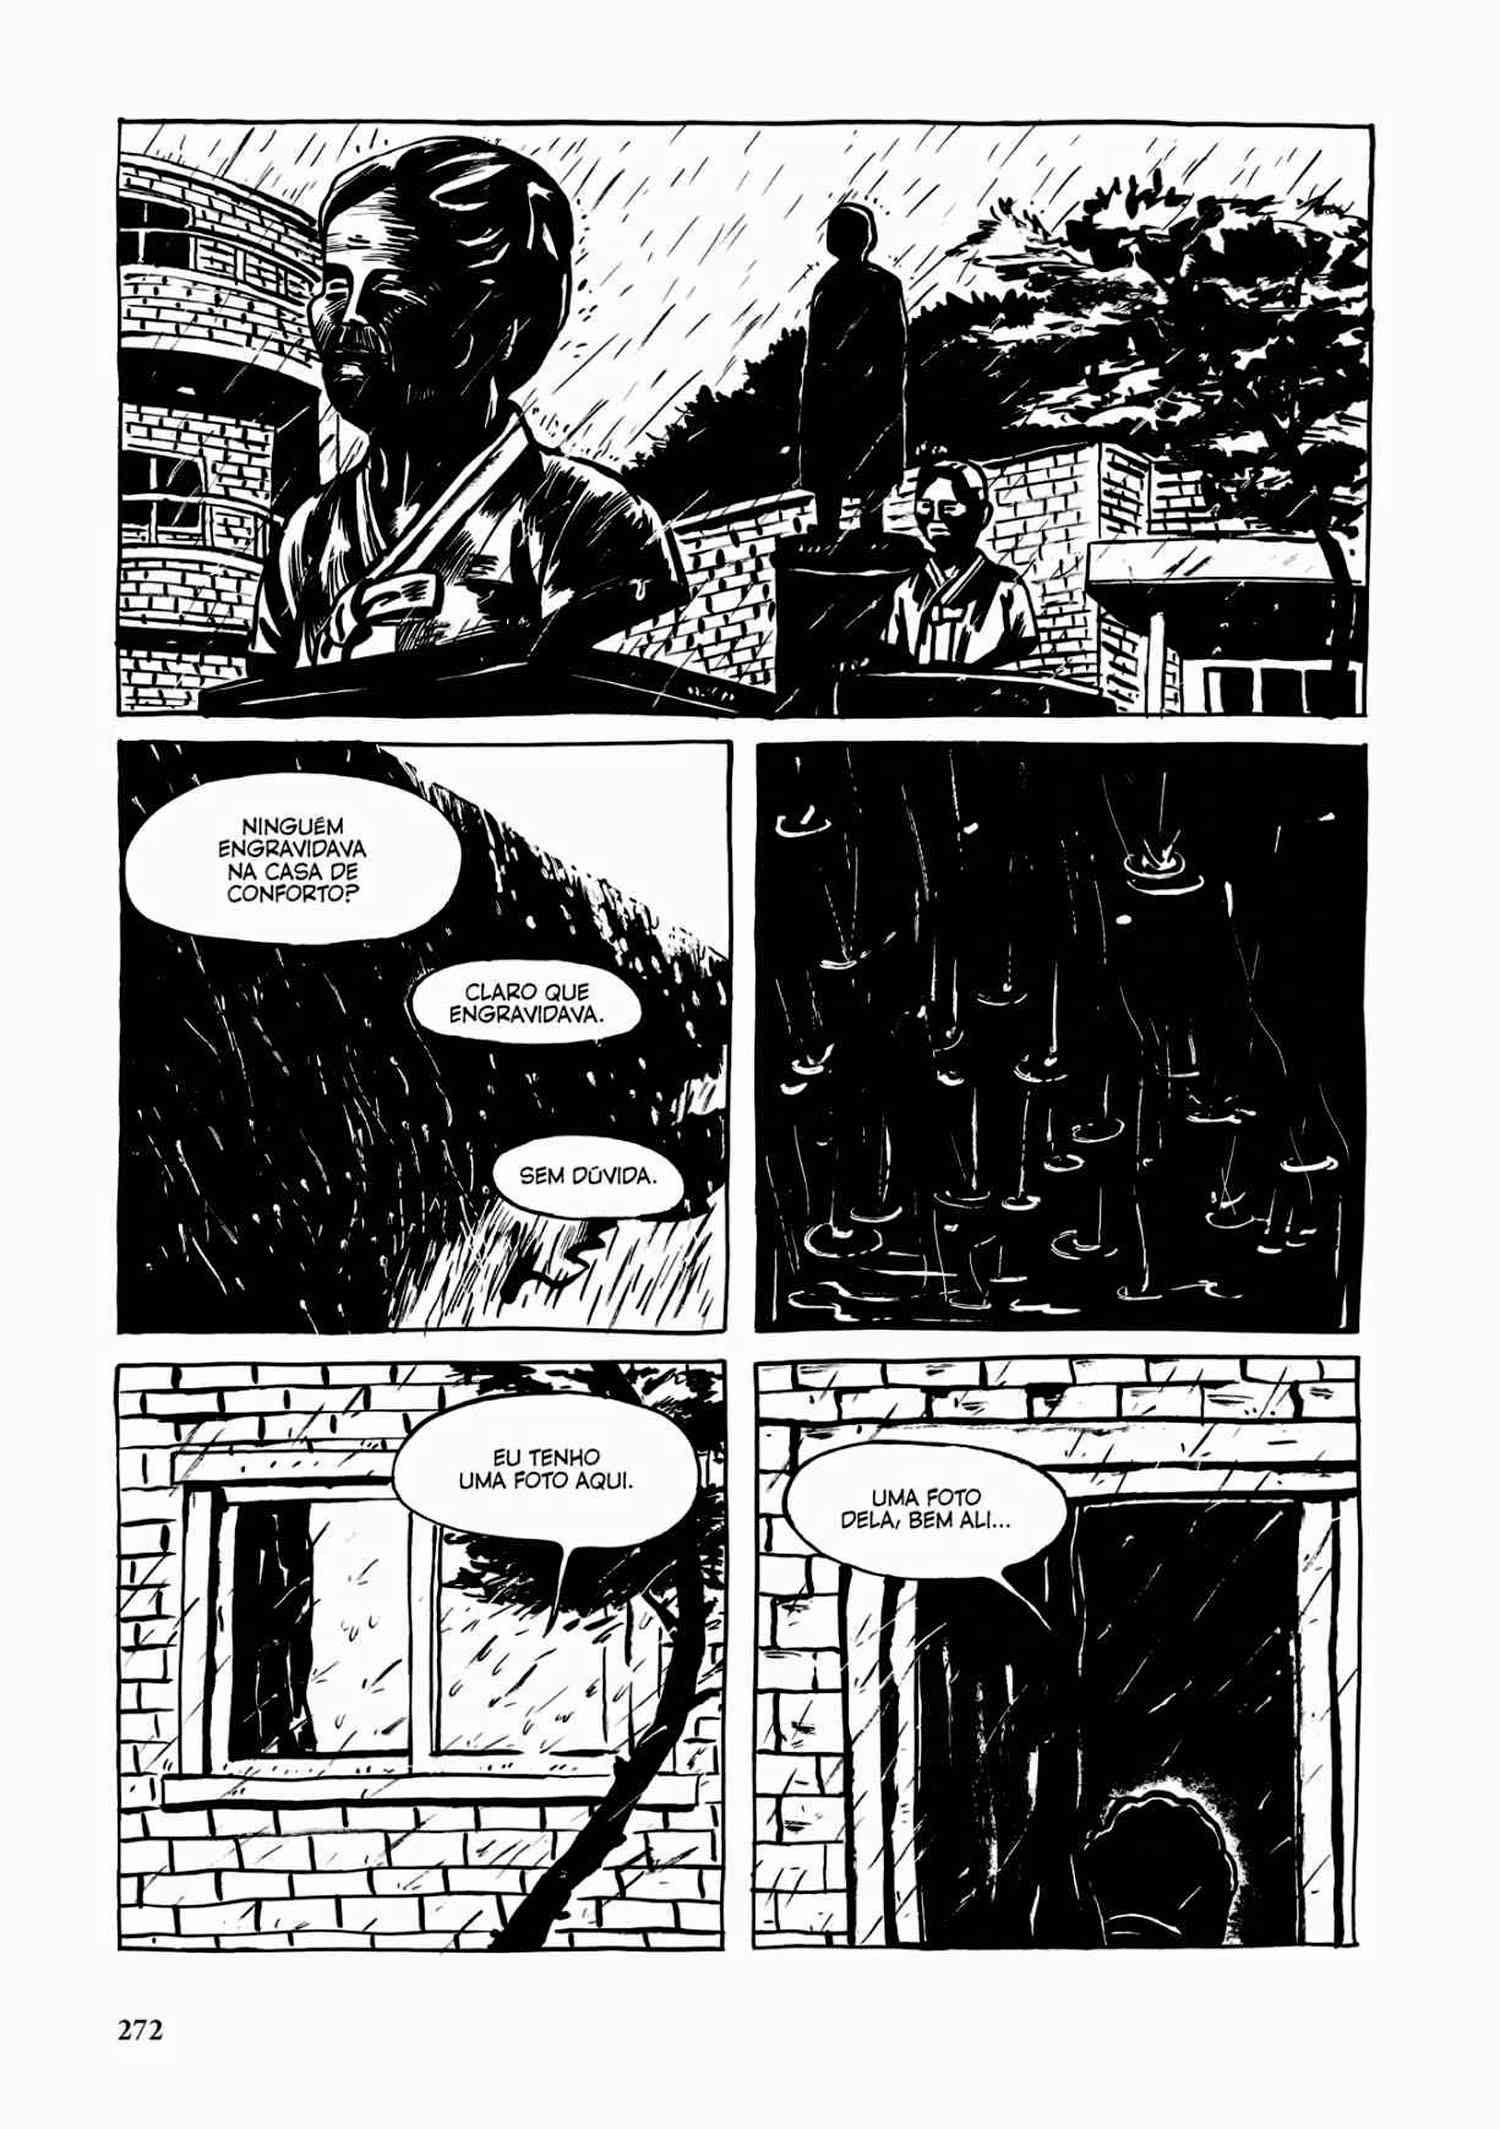 NINGUÉM
ENGRAVIDAVA
NA CASA DE
CONFORTO?
CLARO QUE
ENGRAVIDAVA.
SEM DÚVIDA.
EU TENHO
UMA FOTO AQUI.
UMA FOTO
DELA, BEM ALI...
272